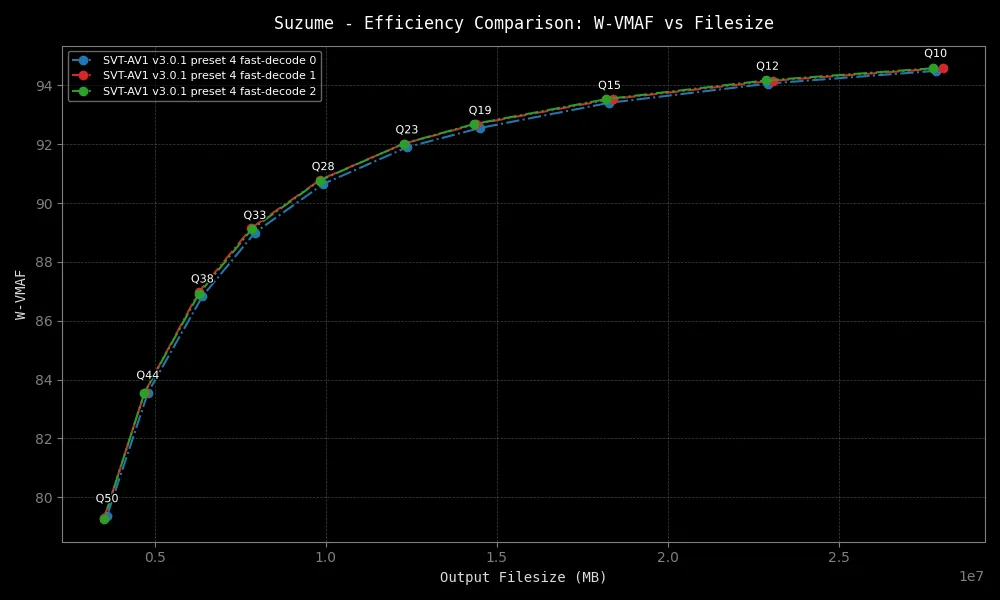 Suzume - Efficiency Comparison: W-VMAF vs Filesize
SVT-AV1 v3.0.1 preset 4 fast-decode 0
SVT-AV1 v3.0.1 preset 4 fast-decode 1
SVT-AV1 v3.0.1 preset 4 fast-decode 2
Q10
Q12
Q15
Q19
Q23
Q28
Q33
Q38
Q44
Q50
W-VMAF
94
92
90
88
86
84
82
80
0.5 1.0 1.5 2.0 2.5
1e7
Output Filesize (MB)